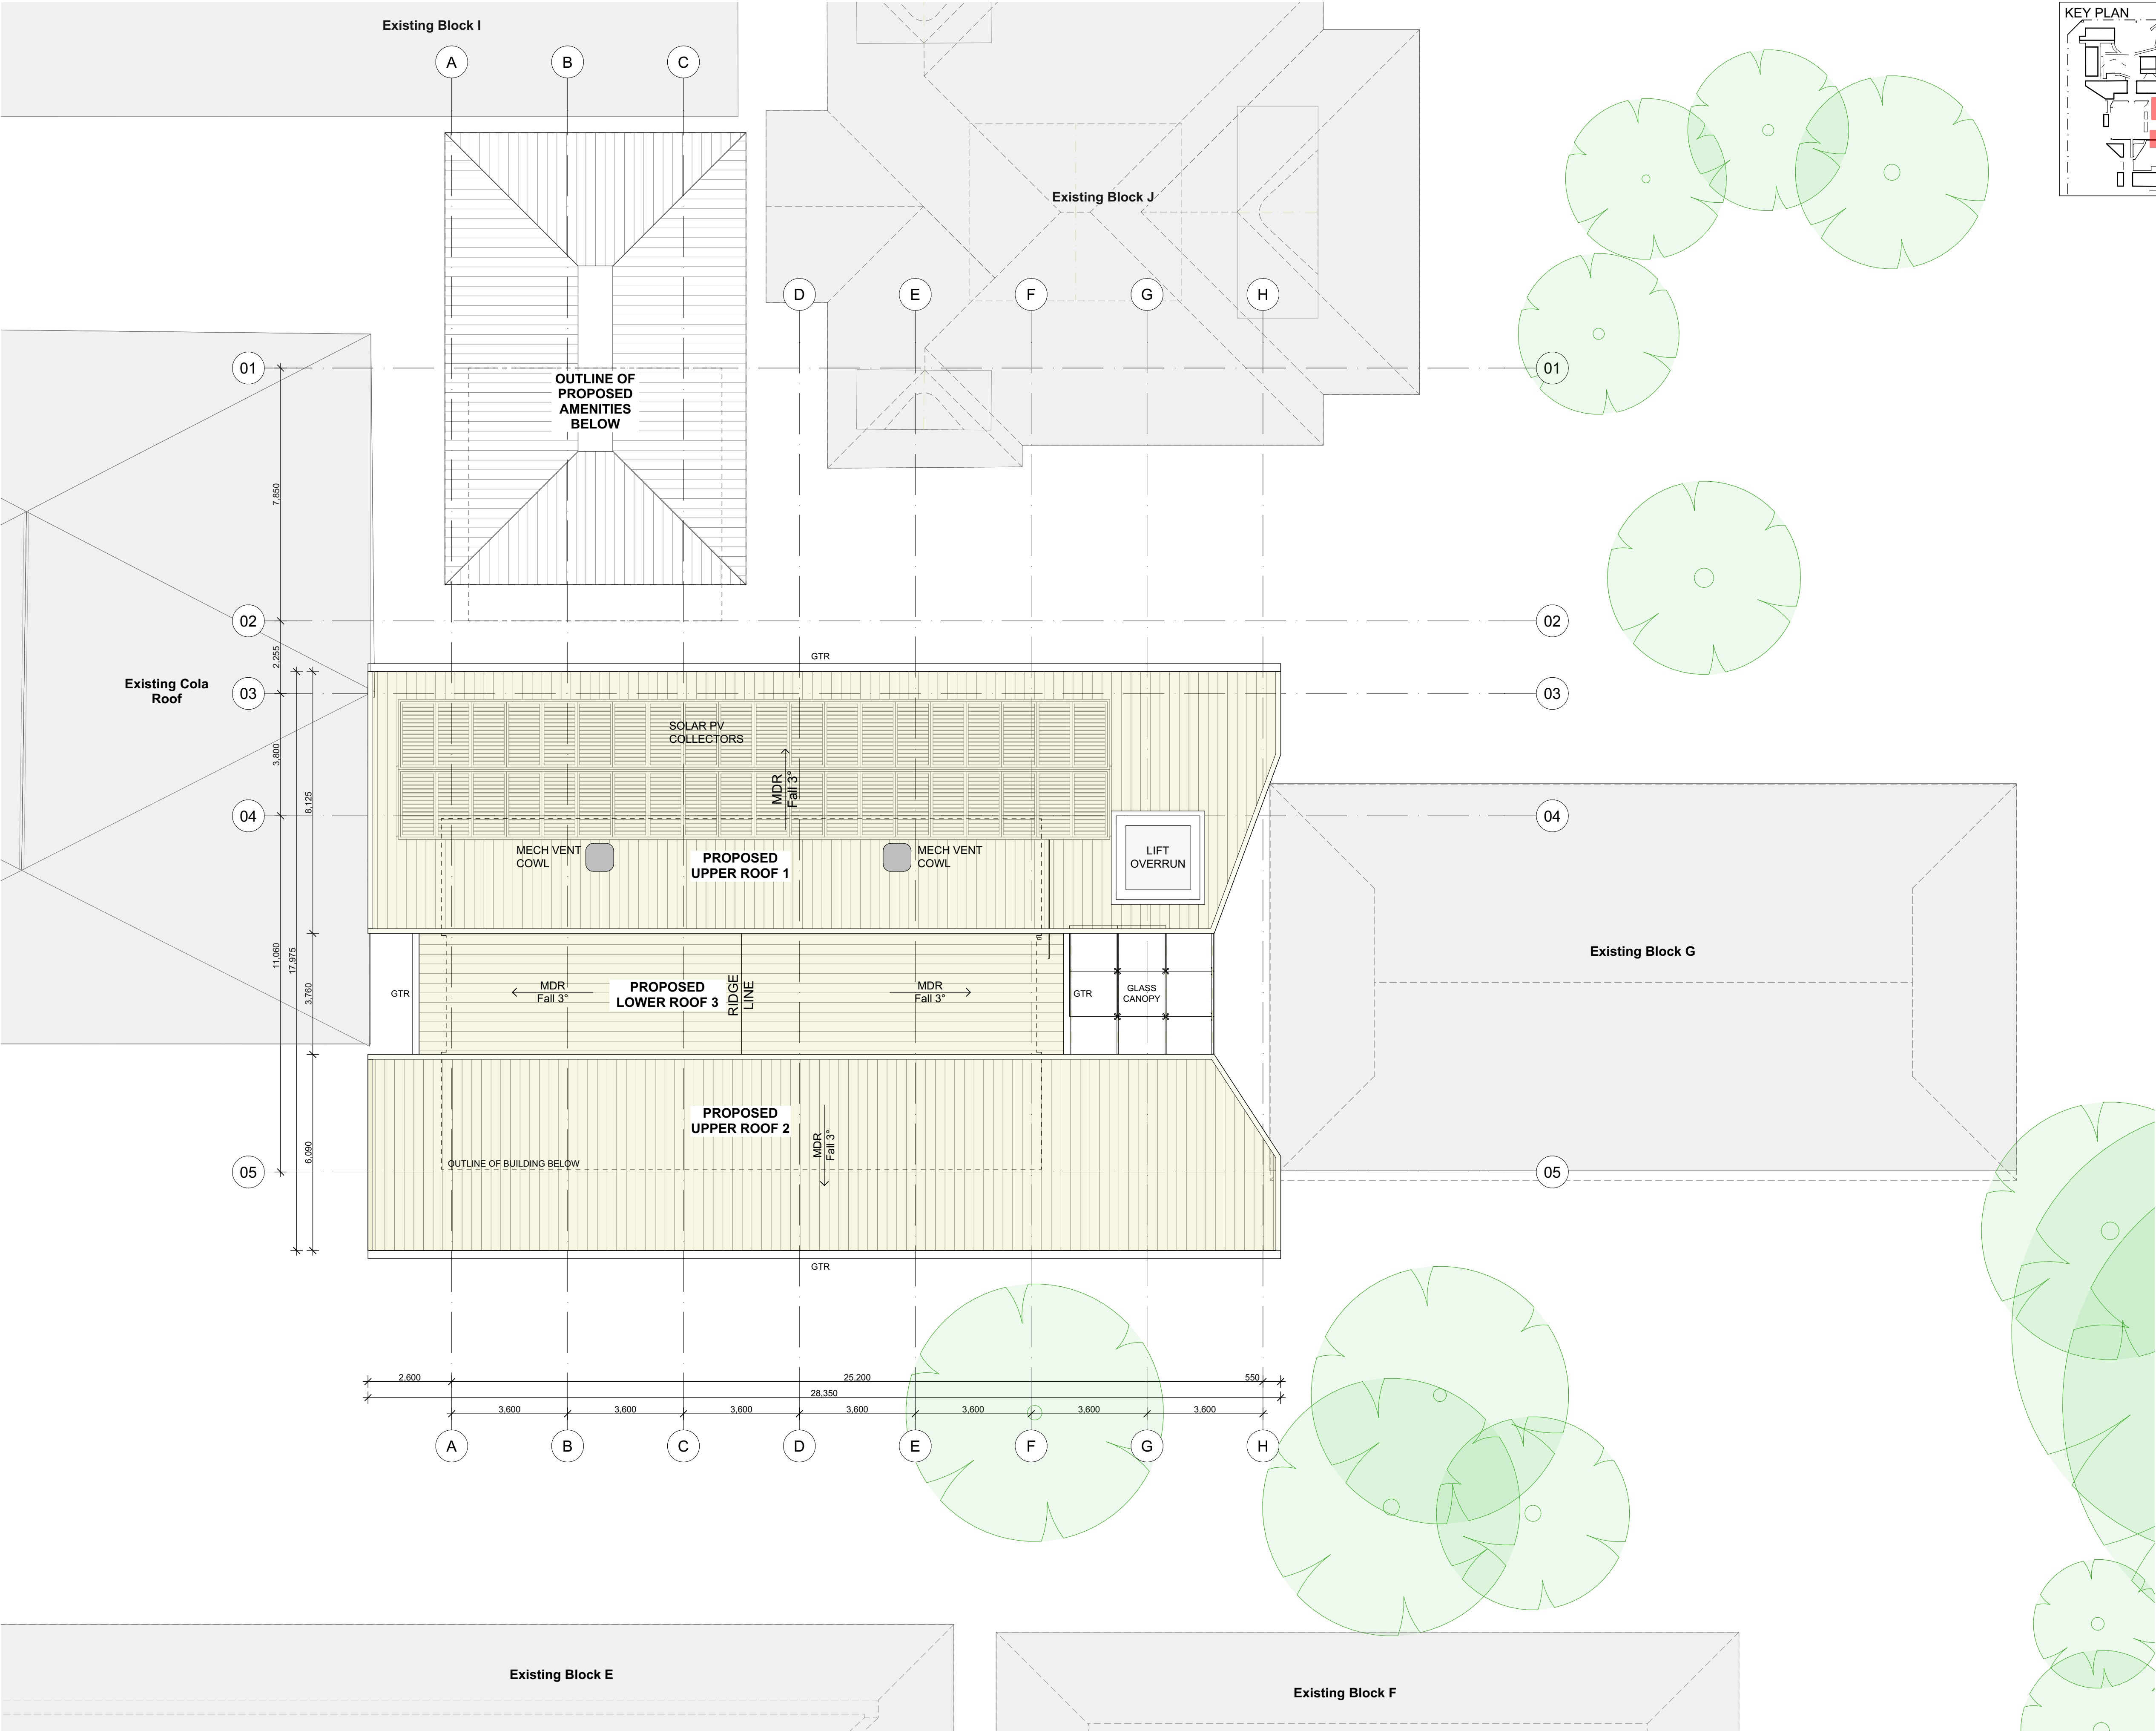 Existing Block I
KEY PLAN
A
B
C
Existing Block J
D
E
F
G
H
01
01
OUTLINE OF
PROPOSED
AMENITIES
BELOW
7,850
02
02
2,255
GTR
Existing Cola
Roof
03
03
SOLAR PV
COLLECTORS
3,800
MDR
Fall 3°
8,125
04
04
MECH VENT
COWL
PROPOSED
UPPER ROOF 1
MECH VENT
COWL
LIFT
OVERRUN
11,060
17,975
Existing Block G
3,760
GTR
MDR
Fall 3°
PROPOSED
LOWER ROOF 3
RIDGE
LINE
MDR
Fall 3°
GTR
GLASS
CANOPY
PROPOSED
UPPER ROOF 2
6,090
MDR
Fall 3°
OUTLINE OF BUILDING BELOW
05
05
GTR
2,600
25,200
550
28,350
3,600
3,600
3,600
3,600
3,600
3,600
3,600
A
B
C
D
E
F
G
H
Existing Block E
Existing Block F